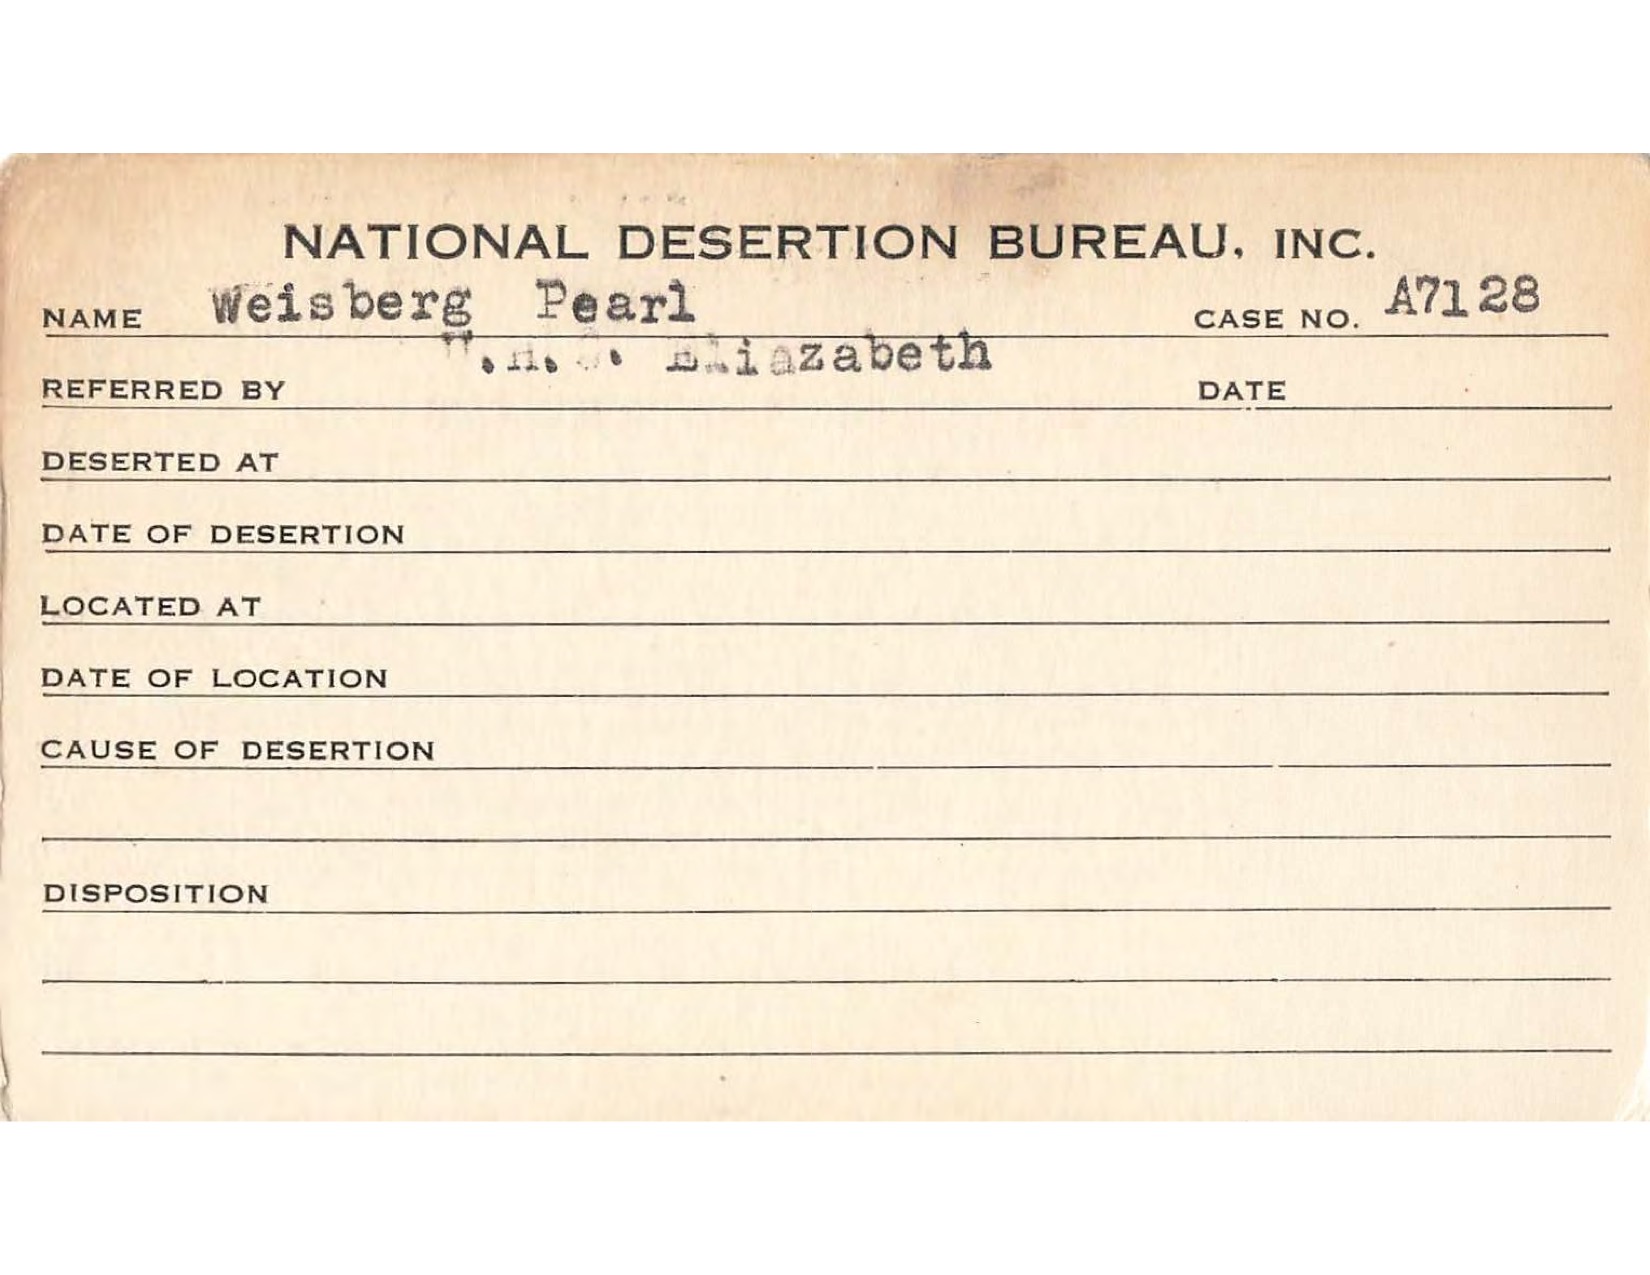 NATIONAL DESERTION BUREAU, INC.
NAME Weisberg Pearl CASE NO. A7128
Eliazabeth
REFERRED BY DATE
DESERTED AT
DATE OF DESERTION
LOCATED AT
DATE OF LOCATION
CAUSE OF DESERTION
DISPOSITION